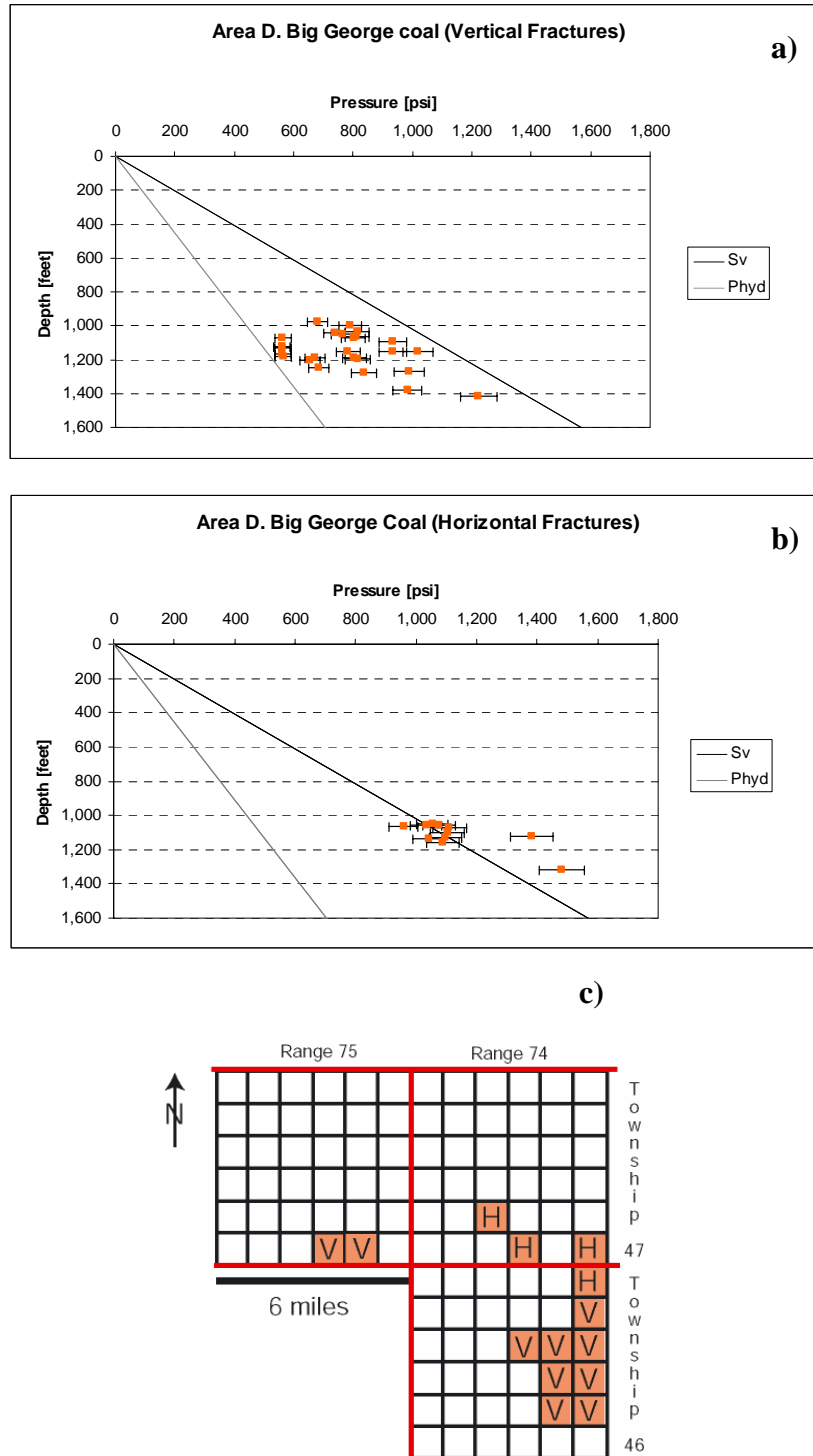 Area D. Big George coal (Vertical Fractures)
a)
Pressure [psi]
0 200 400 600 800 1,000 1,200 1,400 1,600 1,800
Depth [feet]
0
200
400
600
800
1,000
1,200
1,400
1,600
Sv
Phyd
Area D. Big George Coal (Horizontal Fractures)
b)
Pressure [psi]
0 200 400 600 800 1,000 1,200 1,400 1,600 1,800
Depth [feet]
0
200
400
600
800
1,000
1,200
1,400
1,600
Sv
Phyd
c)
Range 75 Range 74
N
Township 47
H
V V H H
6 miles
H
V
V V V
V V
V V
Township 46